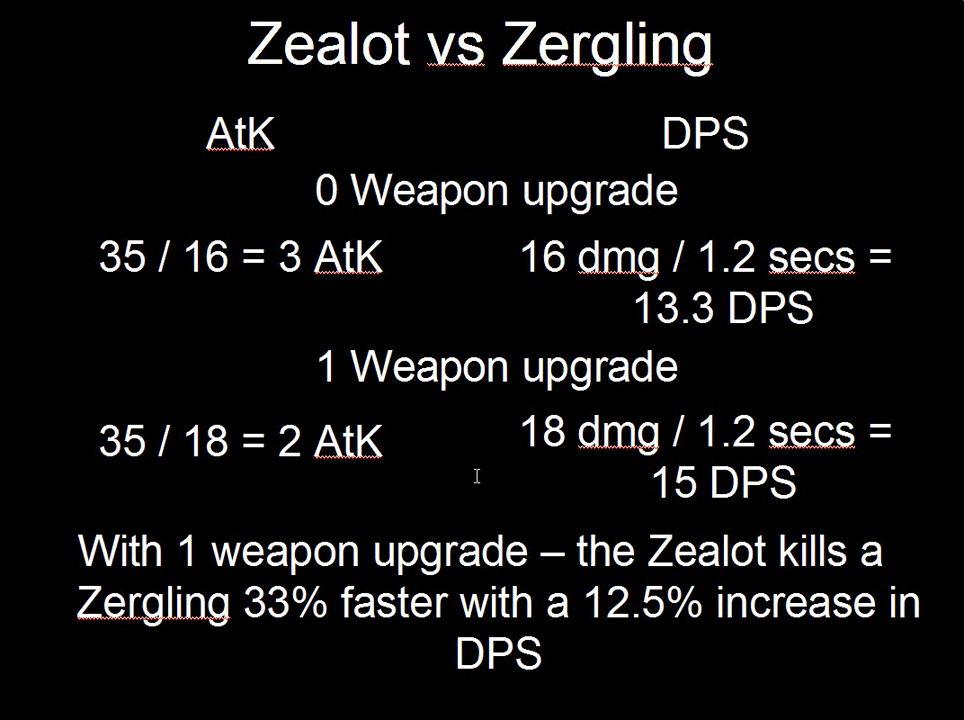 Zealot vs Zergling
AtK DPS
0 Weapon upgrade
35 / 16 = 3 AtK
16 dmg / 1.2 secs =
13.3 DPS
1 Weapon upgrade
35 / 18 = 2 AtK
18 dmg / 1.2 secs =
15 DPS
With 1 weapon upgrade – the Zealot kills a
Zergling 33% faster with a 12.5% increase in
DPS